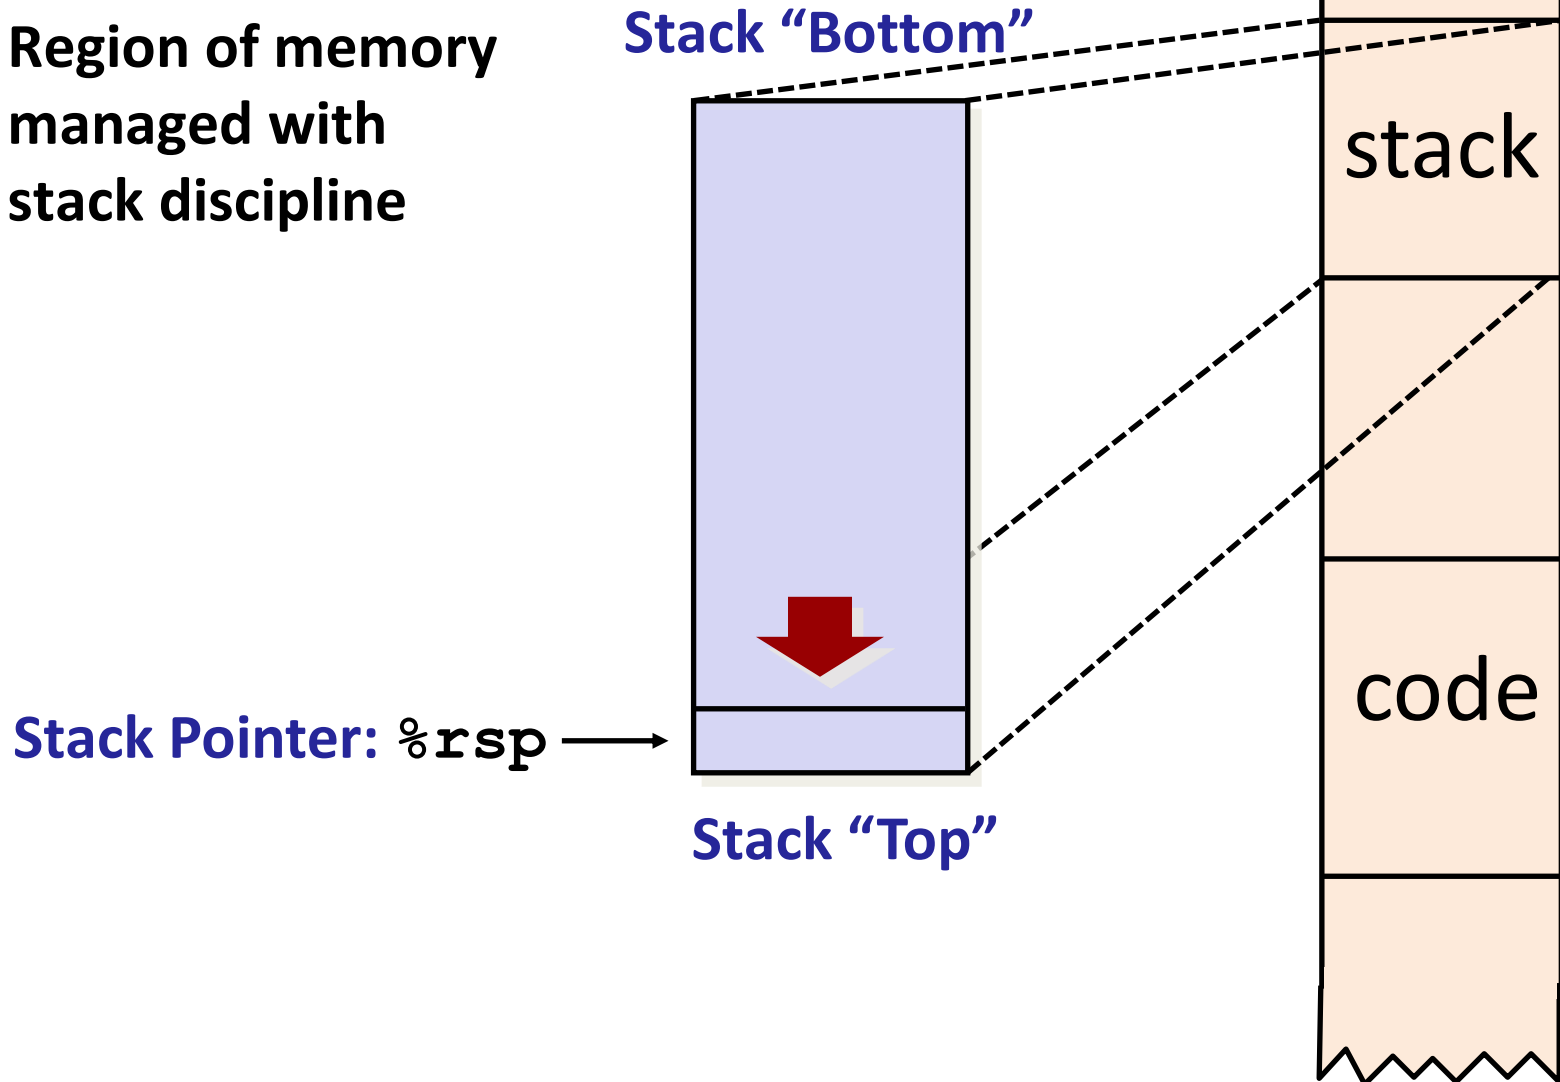 Region of memory
managed with
stack discipline
Stack “Bottom”
stack
code
Stack Pointer: %rsp
Stack “Top”